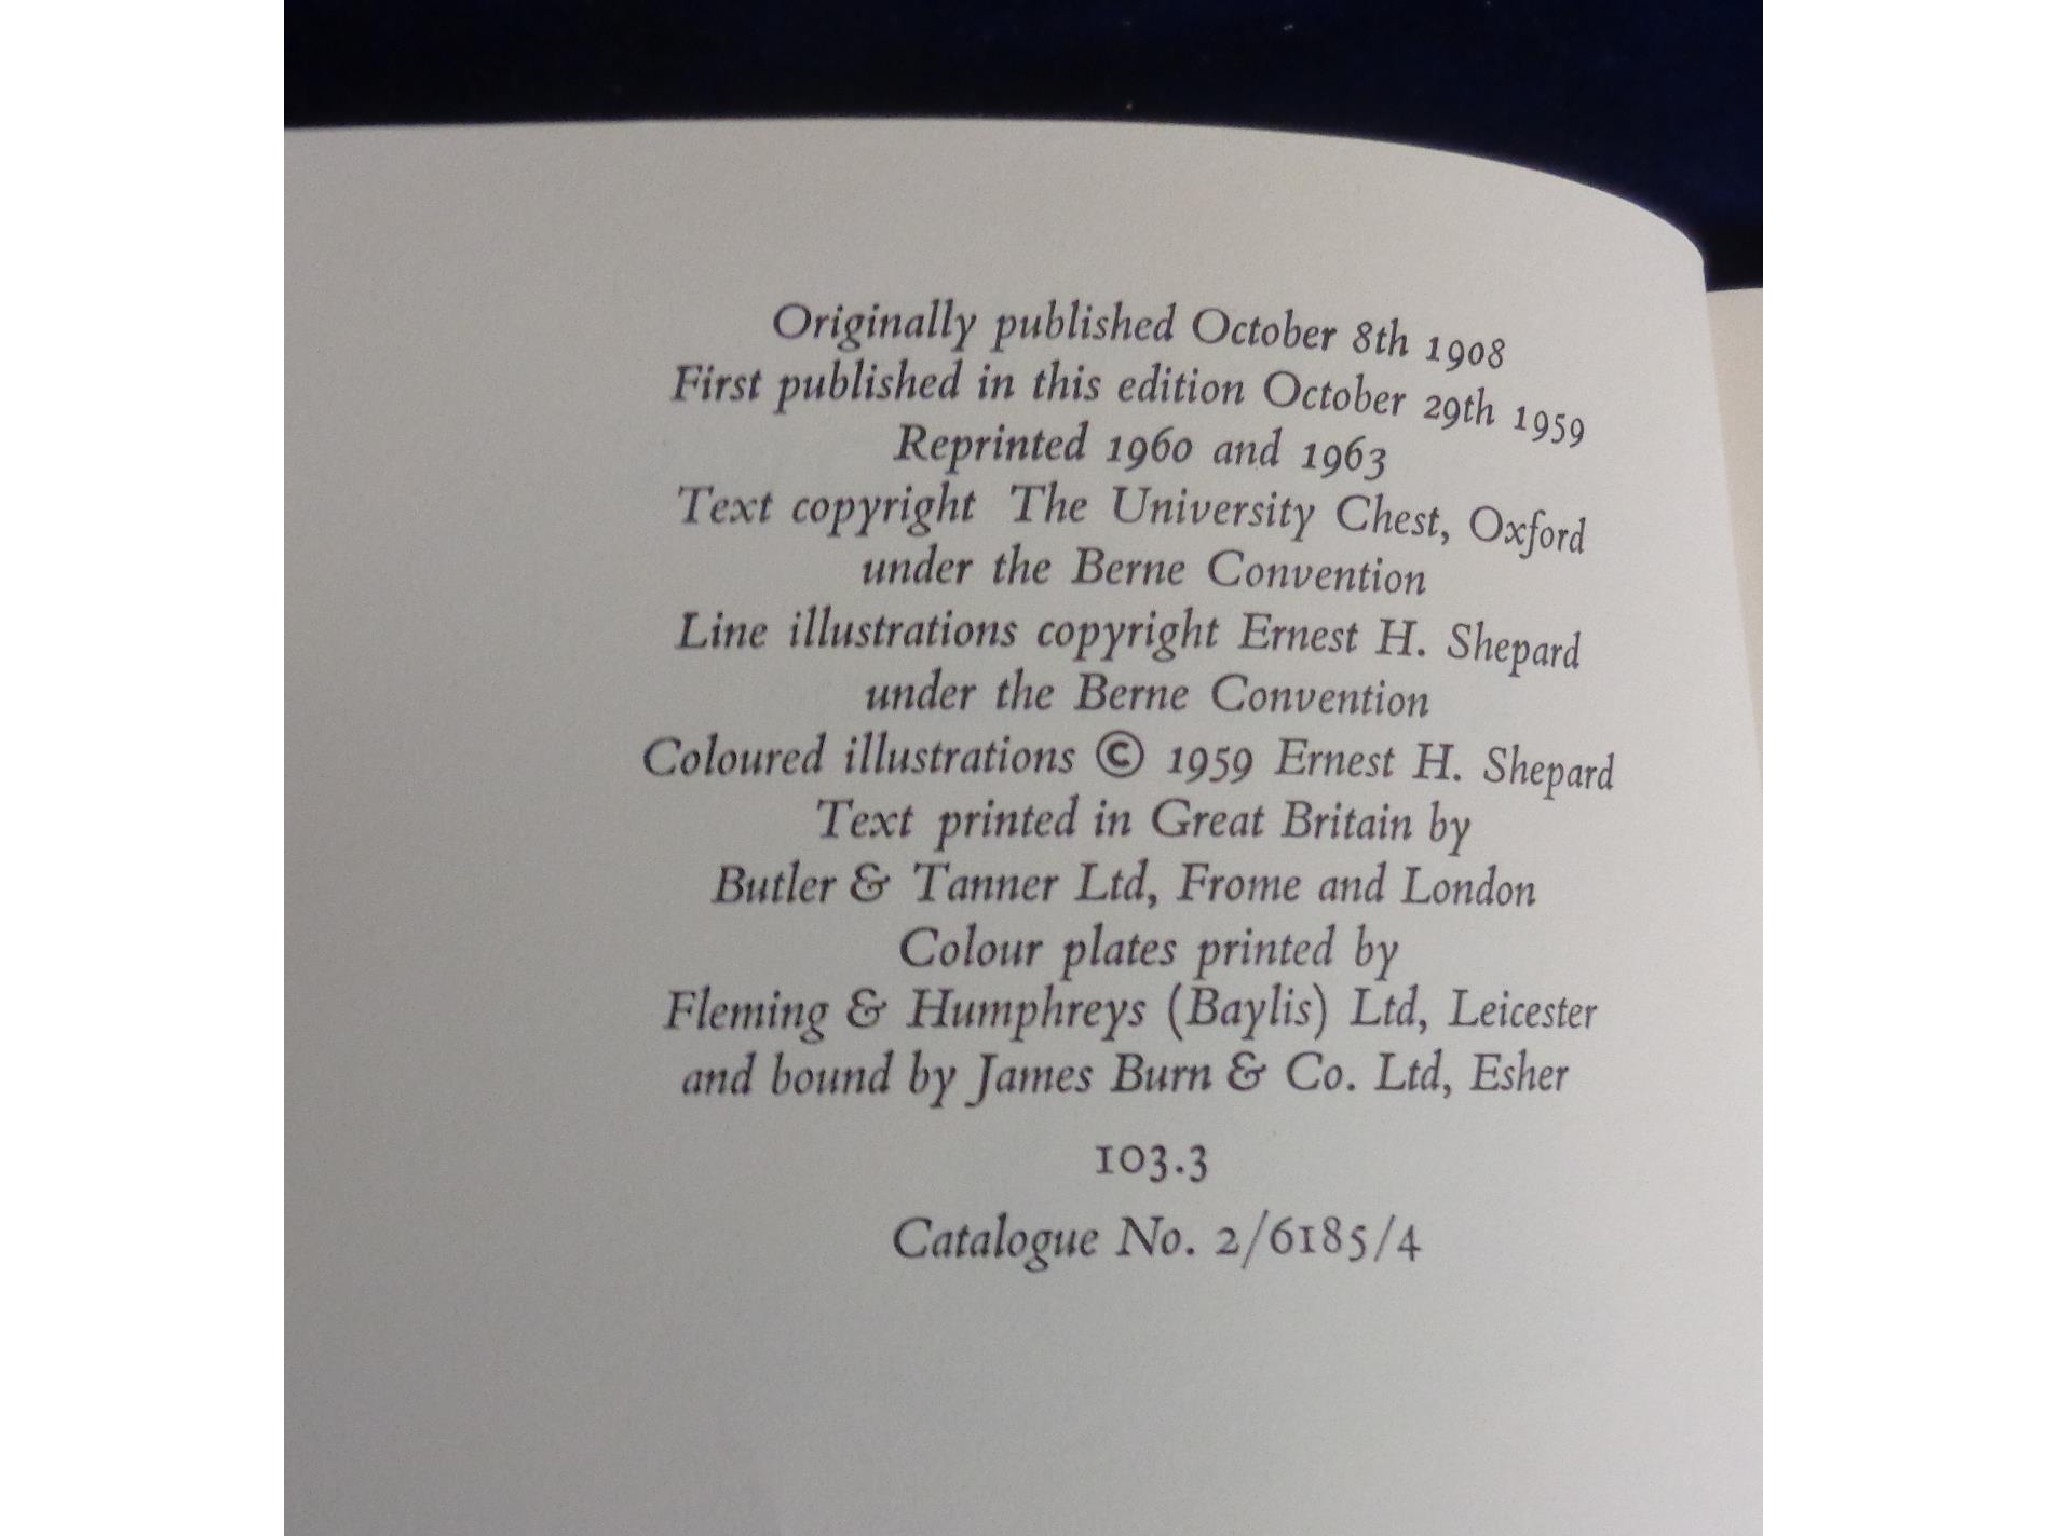 Originally published October 8th 1908
First published in this edition October 29th 1959
Reprinted 1960 and 1963
Text copyright The University Chest, Oxford
under the Berne Convention
Line illustrations copyright Ernest H. Shepard
under the Berne Convention
Coloured illustrations © 1959 Ernest H. Shepard
Text printed in Great Britain by
Butler & Tanner Ltd, Frome and London
Colour plates printed by
Fleming & Humphreys (Baylis) Ltd, Leicester
and bound by James Burn & Co. Ltd, Esher
103.3
Catalogue No. 2/6185/4